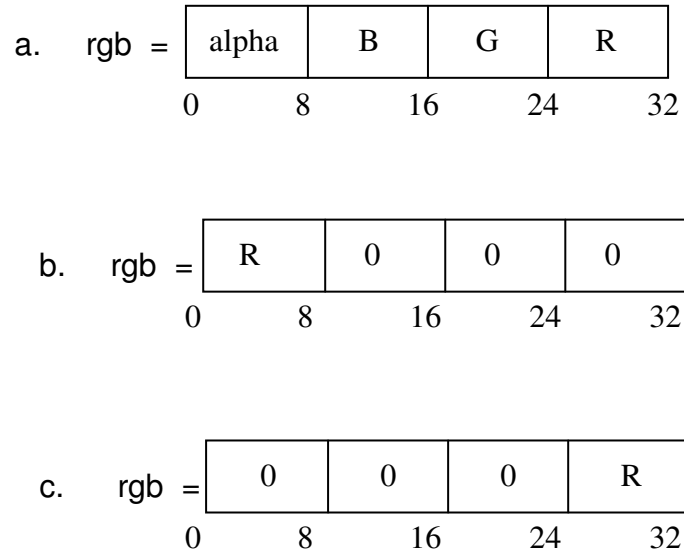 a. rgb = alpha B G R
0 8 16 24 32
b. rgb = R 0 0 0
0 8 16 24 32
c. rgb = 0 0 0 R
0 8 16 24 32